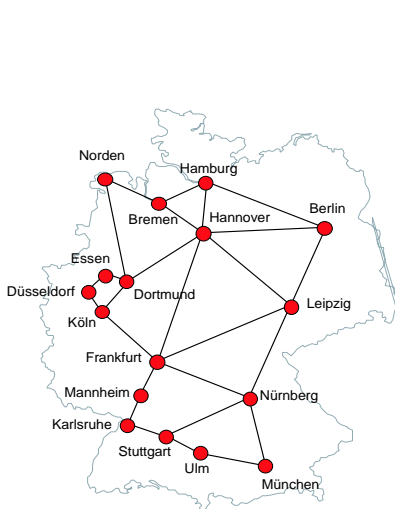 Norden
Hamburg
Bremen
Hannover
Berlin
Essen
Düsseldorf
Dortmund
Leipzig
Köln
Frankfurt
Mannheim
Nürnberg
Karlsruhe
Stuttgart
Ulm
München